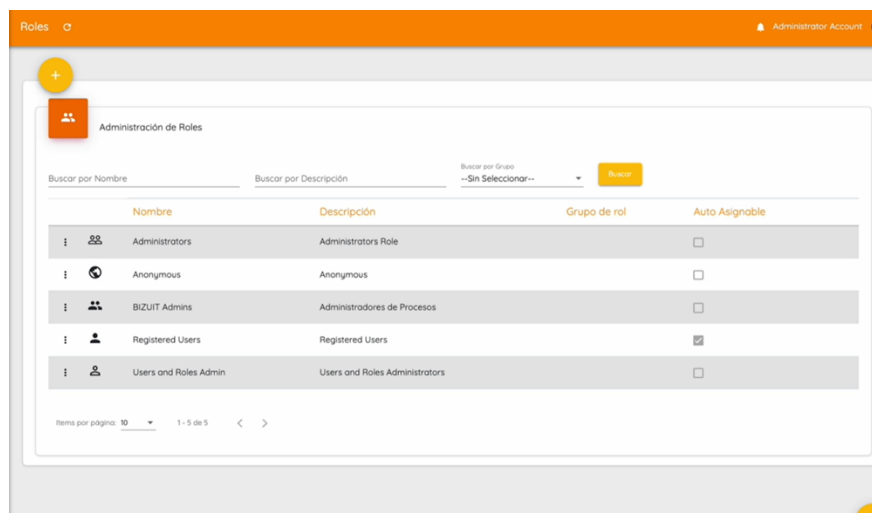 Roles Administrator Account
Administración de Roles
Buscar por Nombre Buscar por Descripción Buscar por Grupo --Sin Seleccionar-- Buscar
Nombre Descripción Grupo de rol Auto Asignable
Administrators Administrators Role
Anonymous Anonymous
BIZUIT Admins Administradores de Procesos
Registered Users Registered Users
Users and Roles Admin Users and Roles Administrators
Items por página: 10 1 - 5 de 5